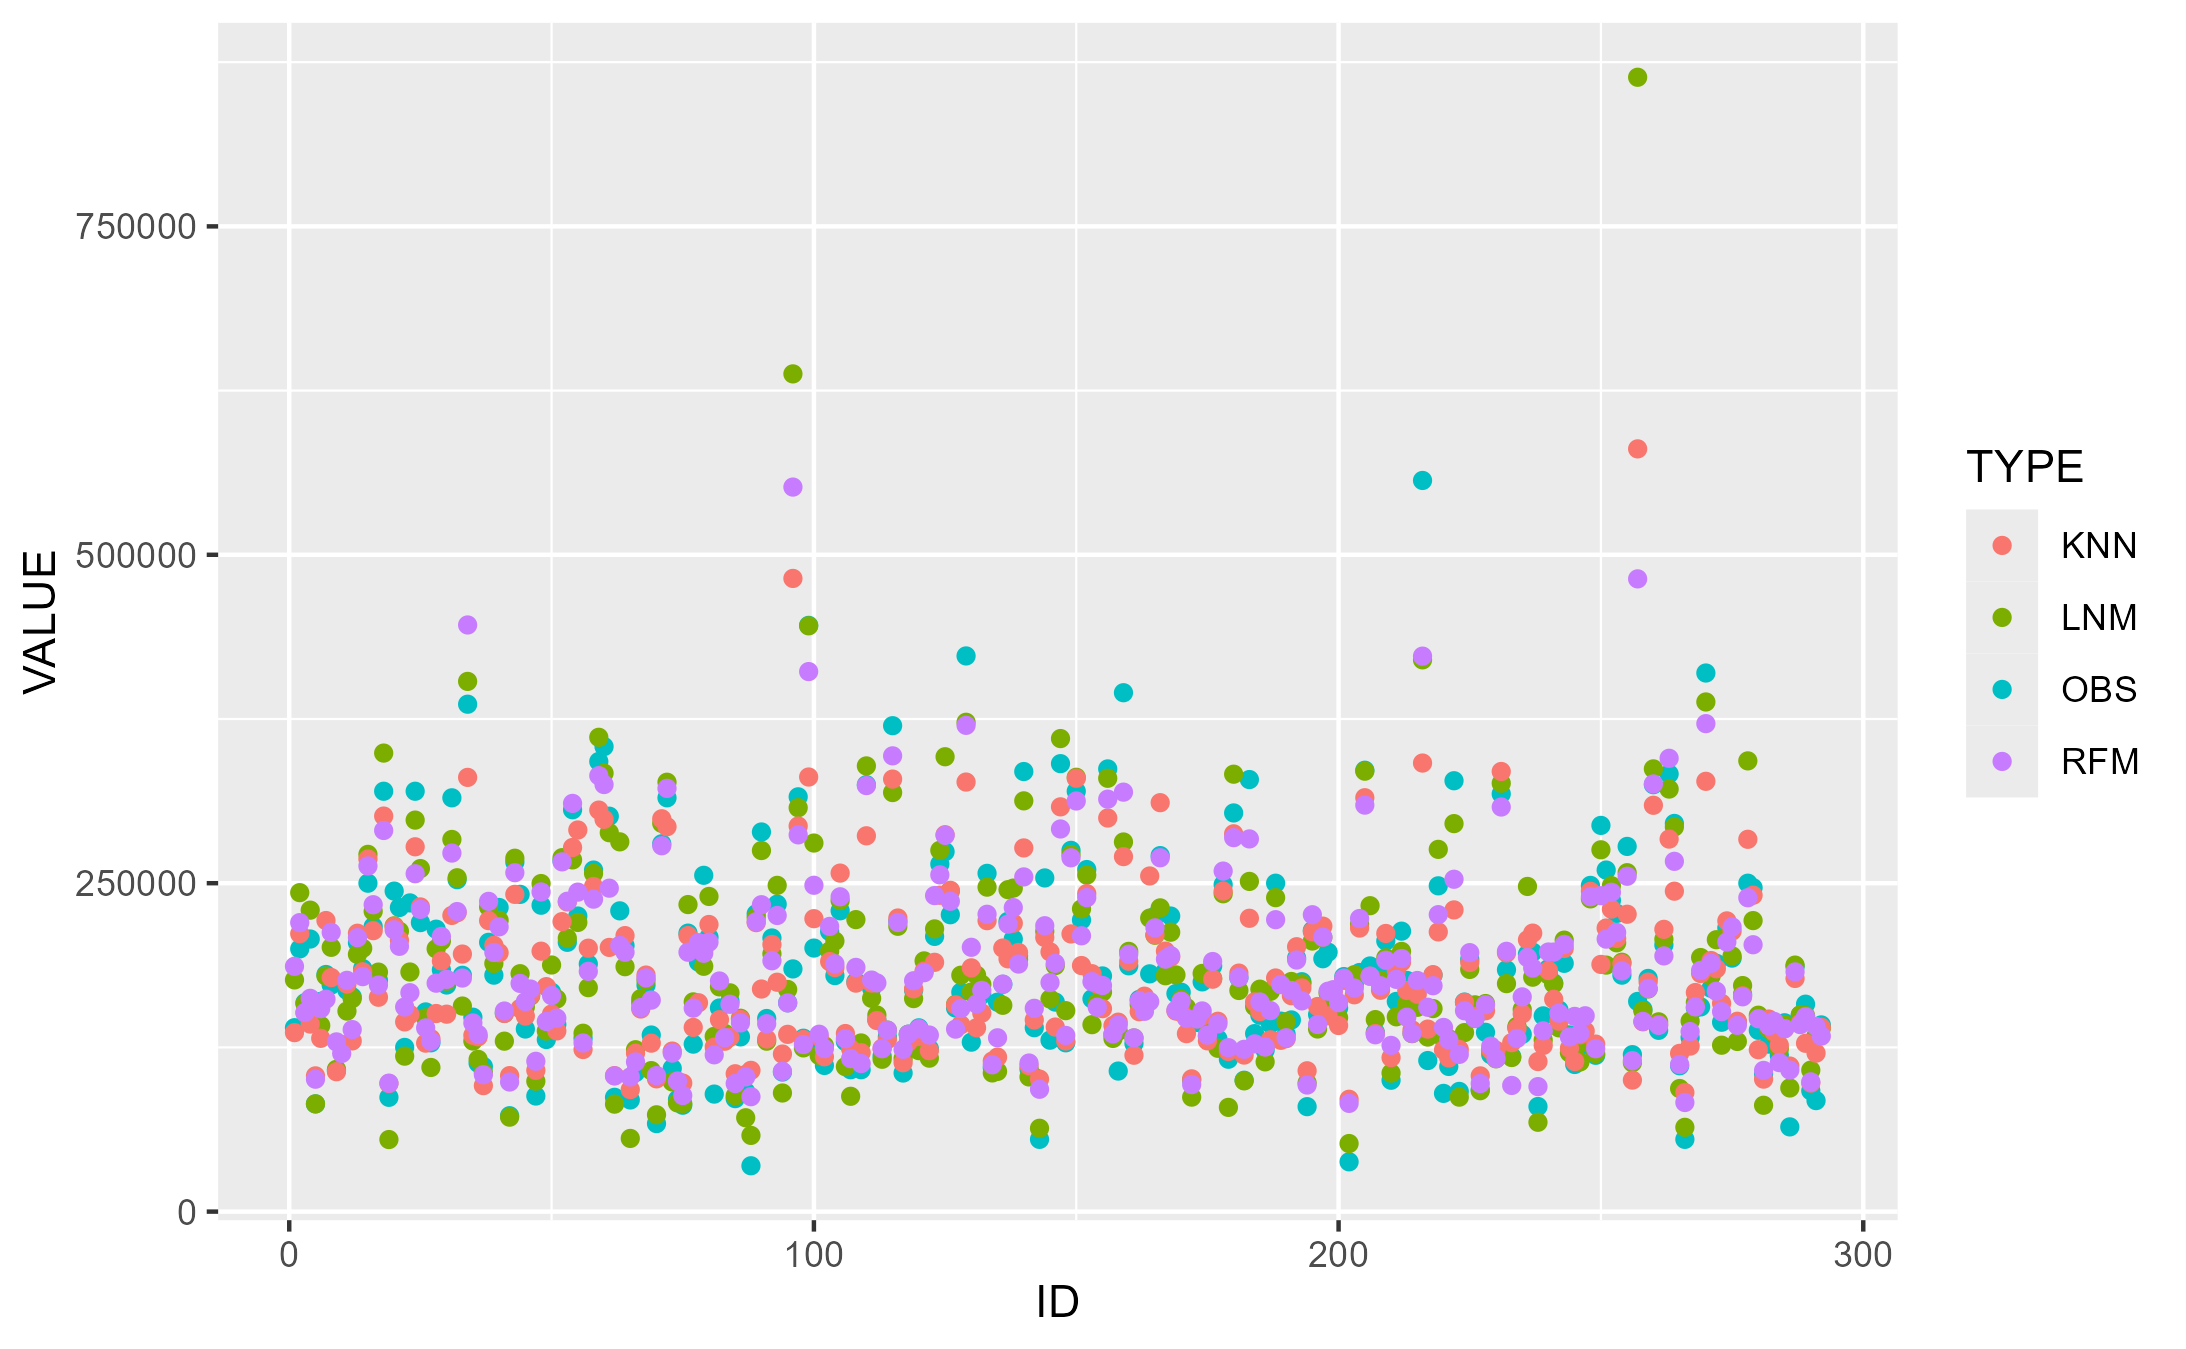 VALUE
750000
500000
250000
0
0
100
200
300
ID
TYPE
KNN
LNM
OBS
RFM